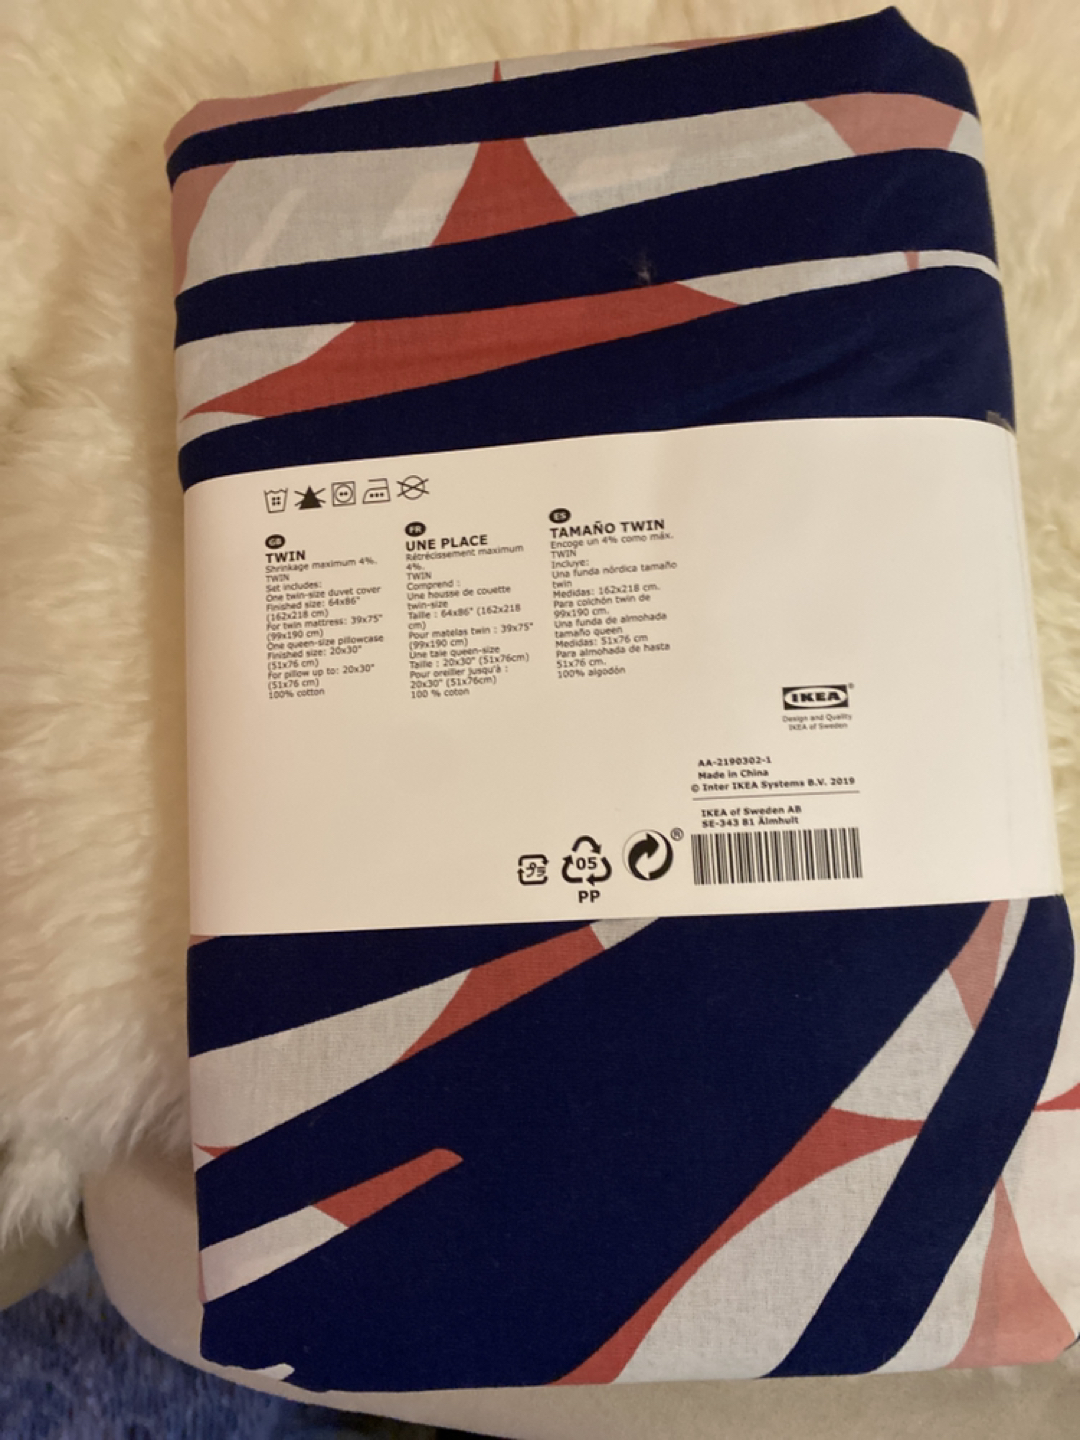 GB
TWIN
Shrinkage maximum 4%.
TWIN
Set includes:
One twin-size duvet cover
Finished size: 64x86"
(162x218 cm)
For twin mattress: 39x75"
(99x190 cm)
One queen-size pillowcase
Finished size: 20x30"
(51x76 cm)
For pillow up to: 20x30"
(51x76 cm)
100% cotton
FR
UNE PLACE
Rétrécissement maximum
4%.
TWIN
Comprend :
Une housse de couette
twin-size
Taille : 64x86" (162x218
cm)
Pour matelas twin : 39x75"
(99x190 cm)
Une taie queen-size
Taille : 20x30" (51x76cm)
Pour oreiller jusqu'à :
20x30" (51x76cm)
100 % coton
ES
TAMAÑO TWIN
Encoge un 4% como máx.
TWIN
Incluye:
Una funda nórdica tamaño
twin
Medidas: 162x218 cm.
Para colchón twin de
99x190 cm.
Una funda de almohada
tamaño queen
Medidas: 51x76 cm
Para almohada de hasta
51x76 cm.
100% algodón
IKEA®
Design and Quality
IKEA of Sweden
AA-2190302-1
Made in China
© Inter IKEA Systems B.V. 2019
IKEA of Sweden AB
SE-343 81 Älmhult
プラ
05
PP
®